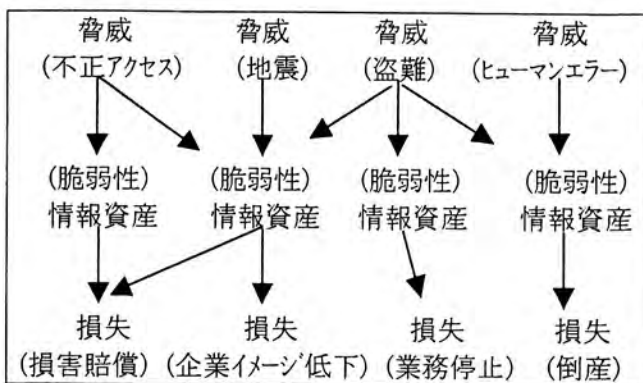 脅威 脅威 脅威 脅威
(不正アクセス) (地震) (盗難) (ヒューマンエラー)
(脆弱性) (脆弱性) (脆弱性) (脆弱性)
情報資産 情報資産 情報資産 情報資産
損失 損失 損失 損失
(損害賠償) (企業イメージ低下) (業務停止) (倒産)